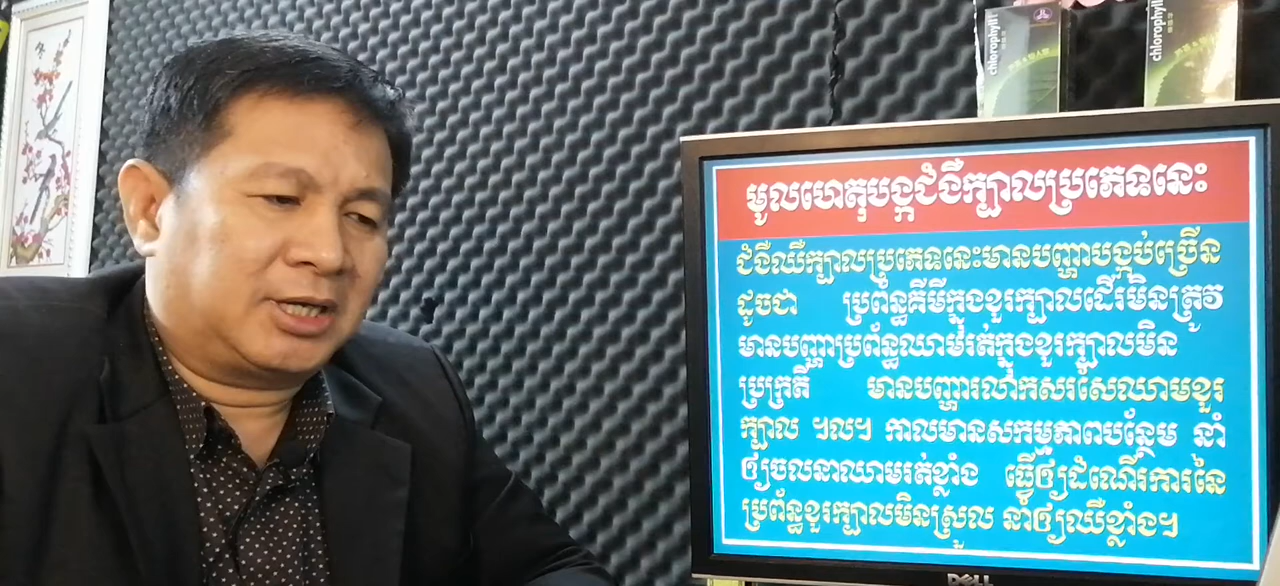 chlorophyll
chlorophyll
មូលហេតុបង្កជំងឺក្បាលប្រភេទនេះ
ជំងឺឈឺក្បាលប្រភេទនេះមានបញ្ហាបង្កប់ច្រើន
ដូចជា ប្រព័ន្ធគីមីក្នុងខួរក្បាលដើរមិនត្រូវ
មានបញ្ហាប្រព័ន្ធឈាមរត់ក្នុងខួរក្បាលមិន
ប្រក្រតី មានបញ្ហារលាកសរសៃឈាមខួរ
ក្បាល ។ល។ កាលមានសកម្មភាពបន្ថែម នាំ
ឲ្យចលនាឈាមរត់ខ្លាំង ធ្វើឲ្យដំណើរការនៃ
ប្រព័ន្ធខួរក្បាលមិនស្រួល នាំឲ្យឈឺខ្លាំង។
DELL